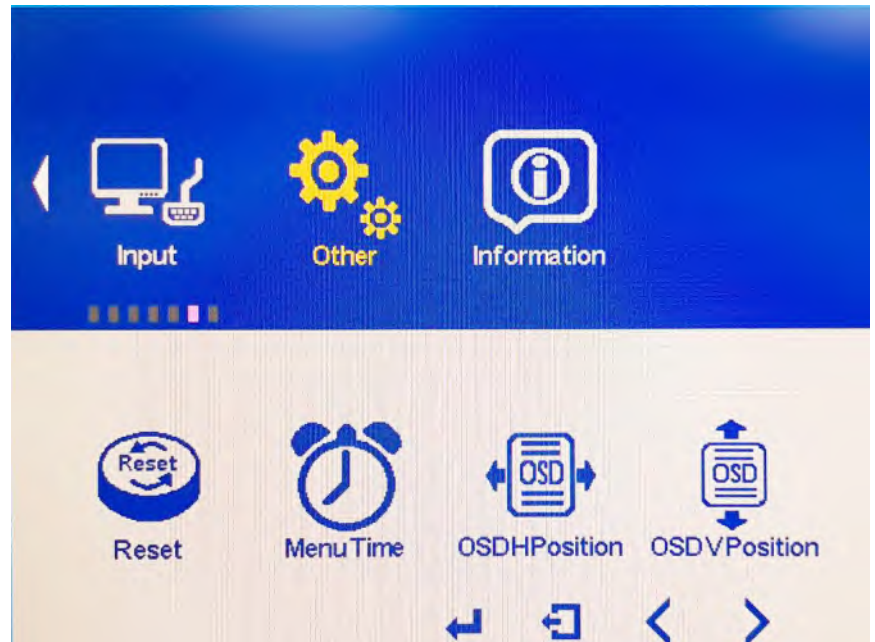 Input Other Information
Reset OSD OSD
Reset MenuTime OSDHPosition OSDVPosition